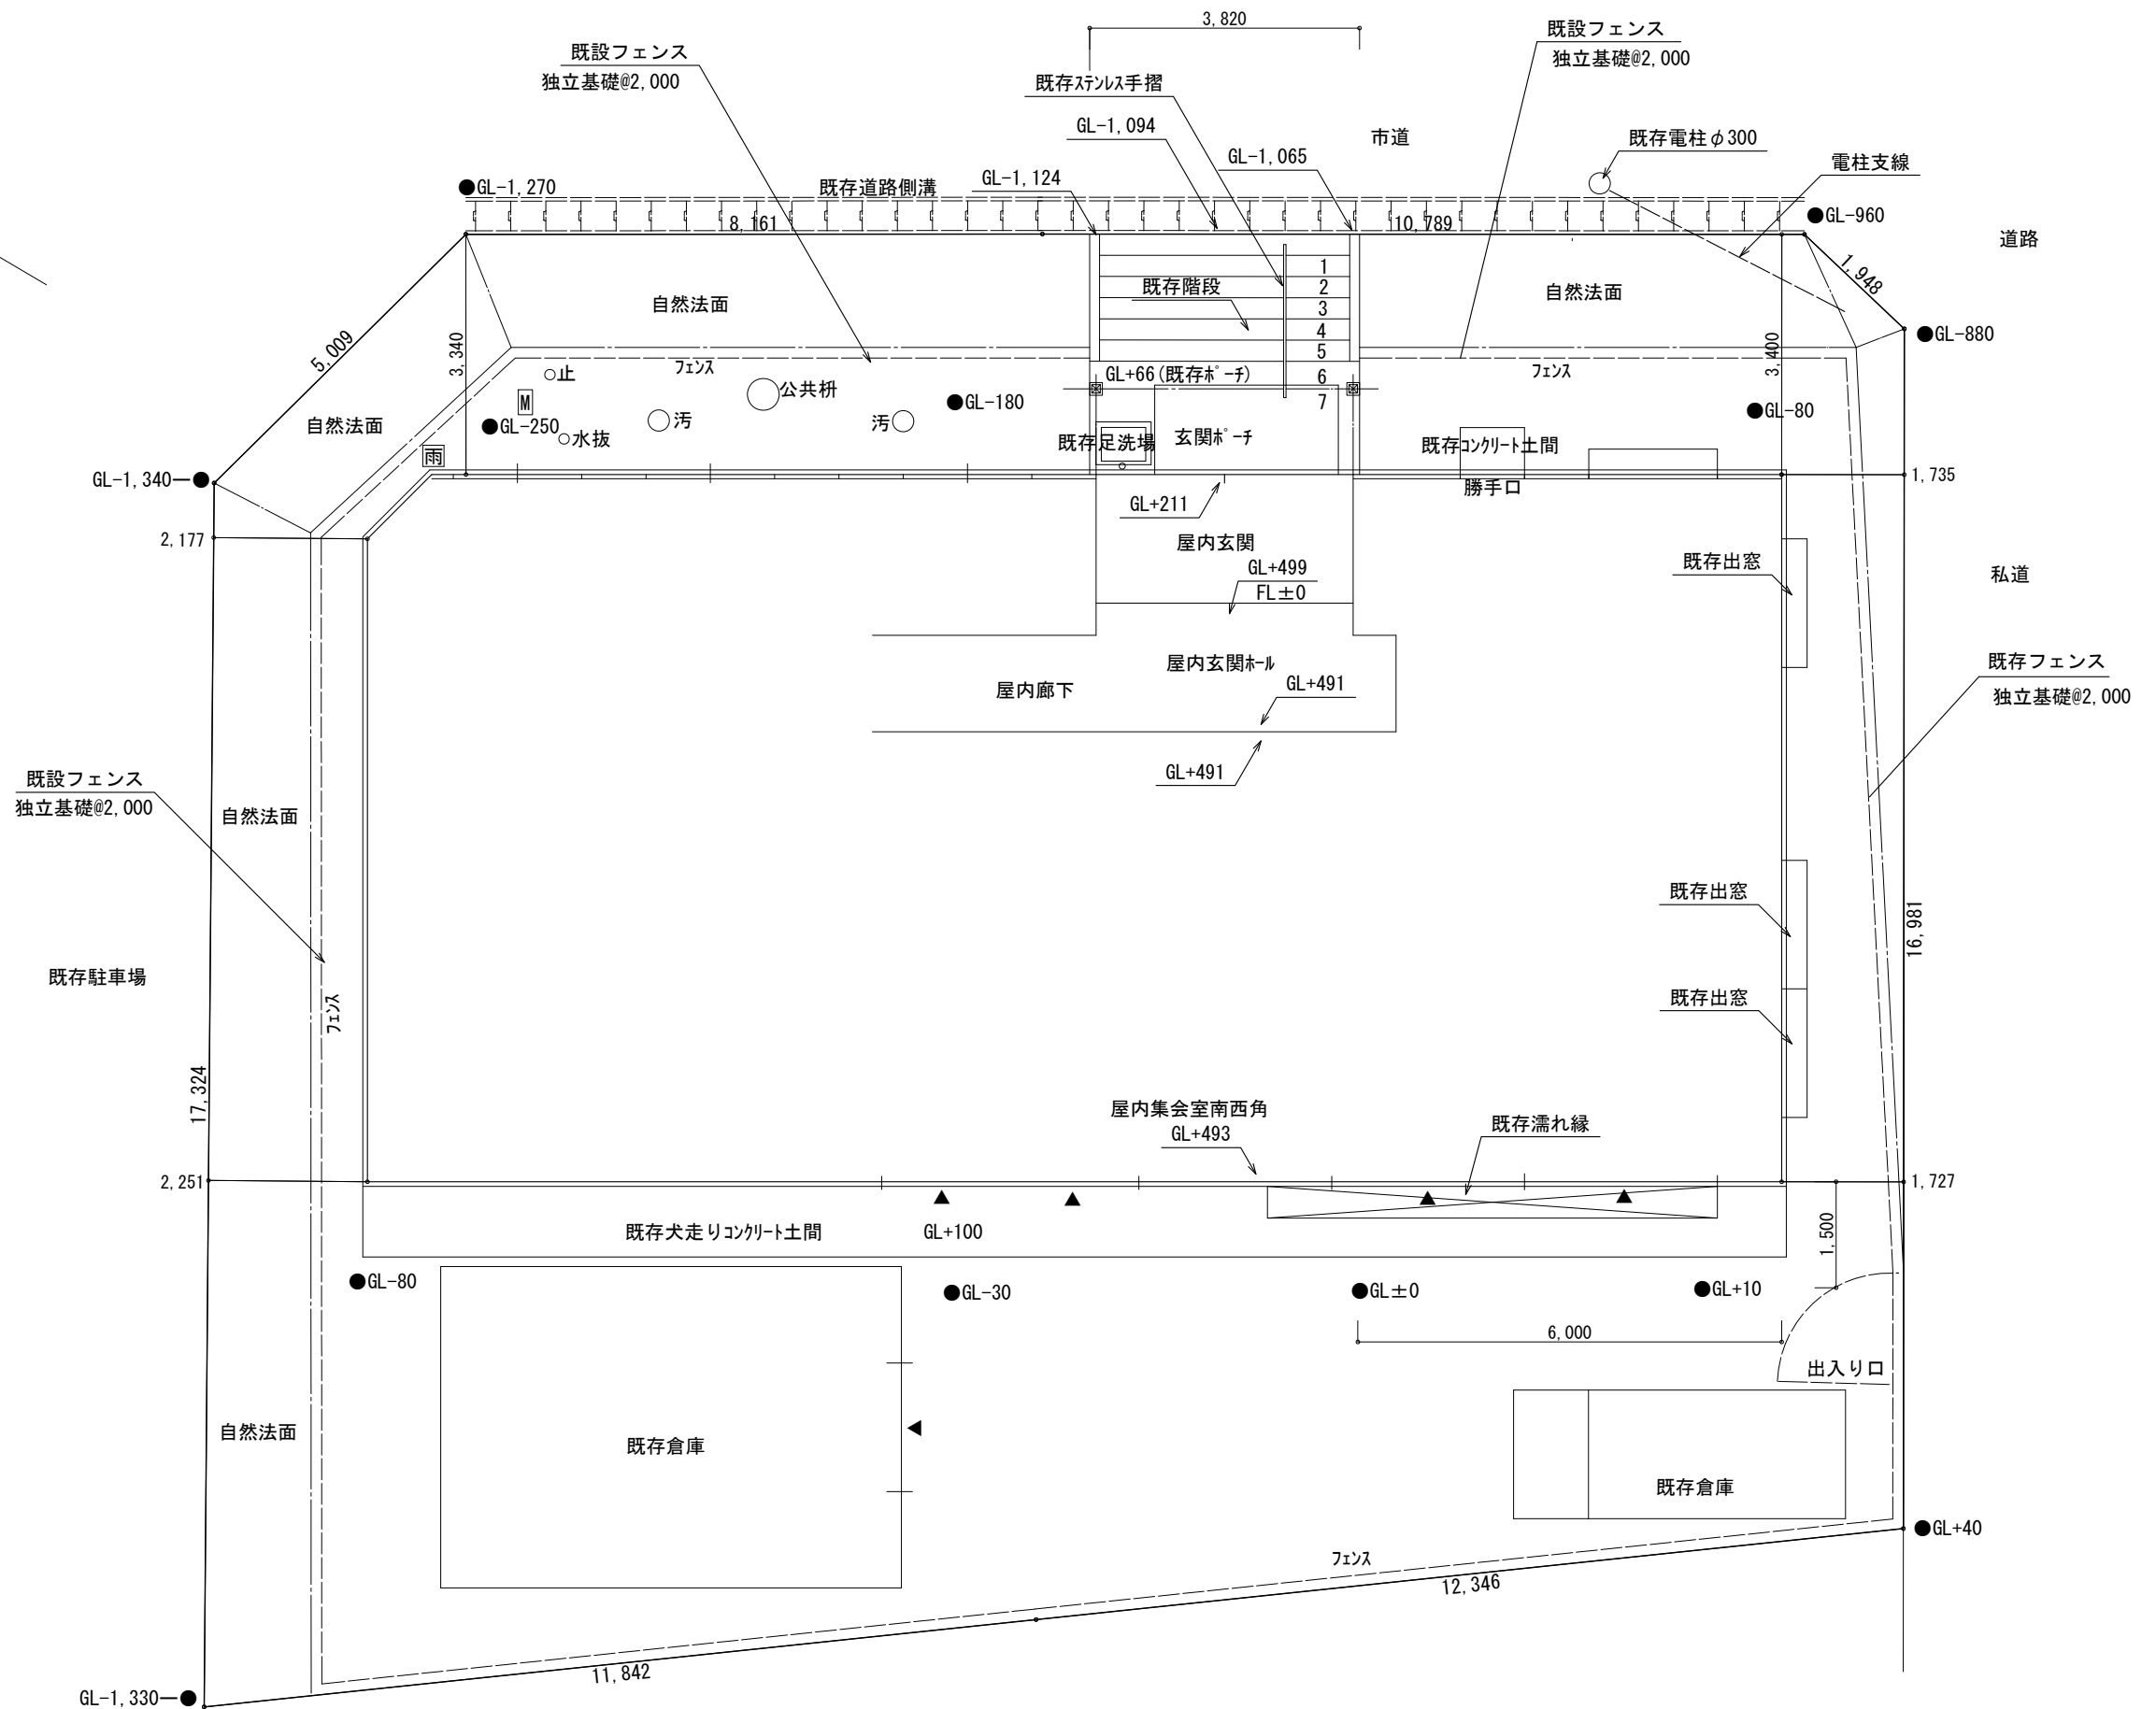 3,820
既設フェンス
独立基礎@2,000
既設フェンス
独立基礎@2,000
既存ｽﾃﾝﾚｽ手摺
GL-1,094
市道
既存電柱φ300
GL-1,065
電柱支線
GL-1,124
●GL-1,270
既存道路側溝
●GL-960
8,161
10,789
道路
1,948
1
2
3
4
5
6
7
既存階段
自然法面
自然法面
●GL-880
5,009
3,340
3,400
ﾌｪﾝｽ
ﾌｪﾝｽ
止
M
公共枡
GL+66(既存ﾎﾟｰﾁ)
●GL-180
●GL-80
汚
汚
自然法面
●GL-250
水抜
雨
既存足洗場
玄関ﾎﾟｰﾁ
既存ｺﾝｸﾘｰﾄ土間
GL-1,340
1,735
勝手口
GL+211
2,177
屋内玄関
既存出窓
GL+499
FL±0
私道
屋内玄関ﾎｰﾙ
既存フェンス
独立基礎@2,000
屋内廊下
GL+491
GL+491
既設フェンス
独立基礎@2,000
自然法面
既存出窓
16,981
既存駐車場
既存出窓
ﾌｪﾝｽ
17,324
屋内集会室南西角
GL+493
既存濡れ縁
2,251
1,727
既存犬走りｺﾝｸﾘｰﾄ土間
GL+100
1,500
●GL-80
●GL-30
●GL±0
●GL+10
6,000
出入り口
自然法面
既存倉庫
既存倉庫
●GL+40
ﾌｪﾝｽ
12,346
11,842
GL-1,330